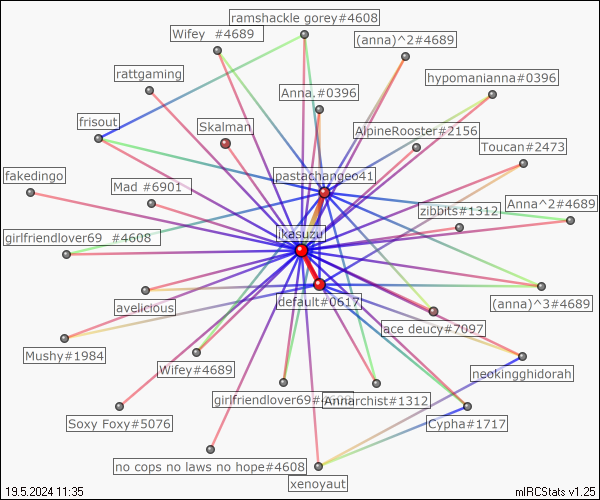 ramshackle gorey#4608
Wifey  #4689
(anna)^2#4689
rattgaming
hypomanianna#0396
Anna.#0396
frisout
Skalman
AlpineRooster#2156
Toucan#2473
pastachangeo41
fakedingo
Mad #6901
zibbits#1312
Anna^2#4689
girlfriendlover69  #4608
ikasuzu
avelicious
default#0617
(anna)^3#4689
ace deucy#7097
Mushy#1984
Wifey#4689
neokingghidorah
girlfriendlover69#
Annarchist#1312
Soxy Foxy#5076
Cypha#1717
no cops no laws no hope#4608
xenoyaut
19.5.2024 11:35
mIRCStats v1.25